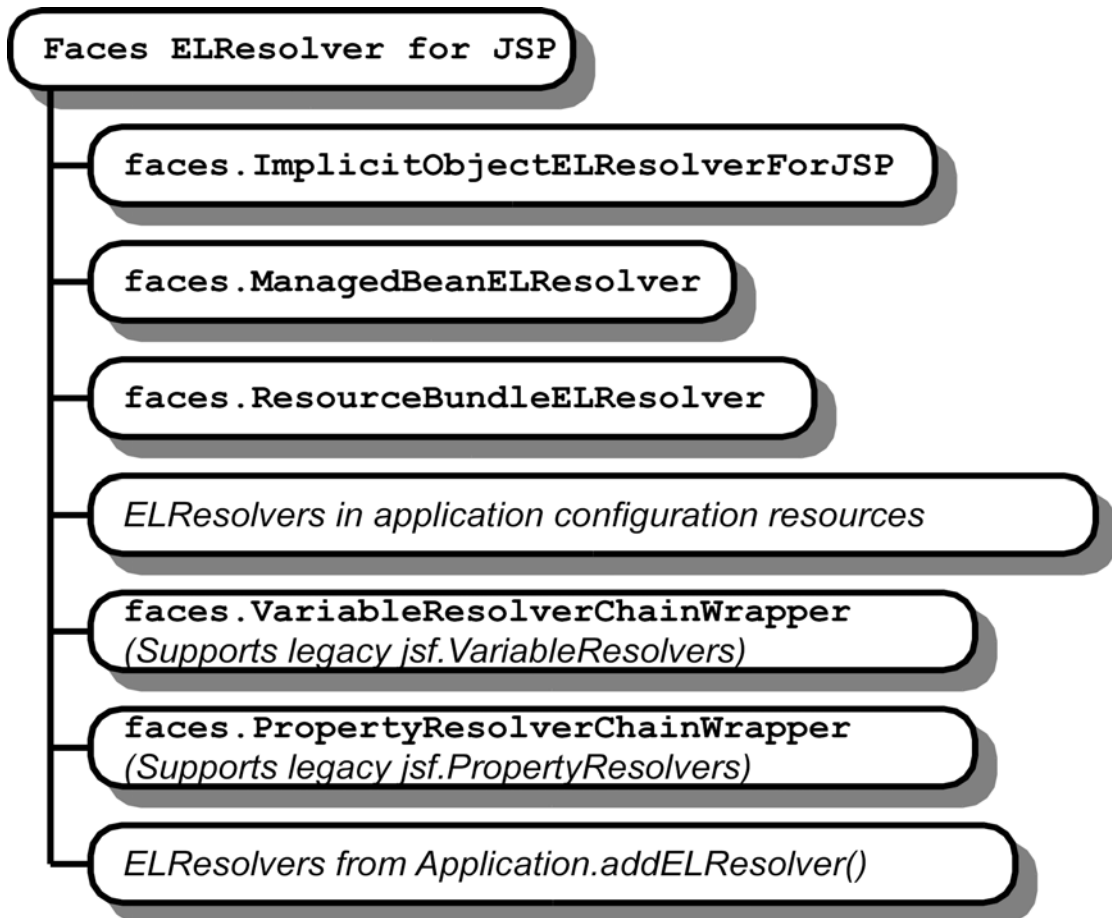 Faces ELResolver for JSP
faces.ImplicitObjectELResolverForJSP
faces.ManagedBeanELResolver
faces.ResourceBundleELResolver
ELResolvers in application configuration resources
faces.VariableResolverChainWrapper
(Supports legacy jsf.VariableResolvers)
faces.PropertyResolverChainWrapper
(Supports legacy jsf.PropertyResolvers)
ELResolvers from Application.addELResolver()